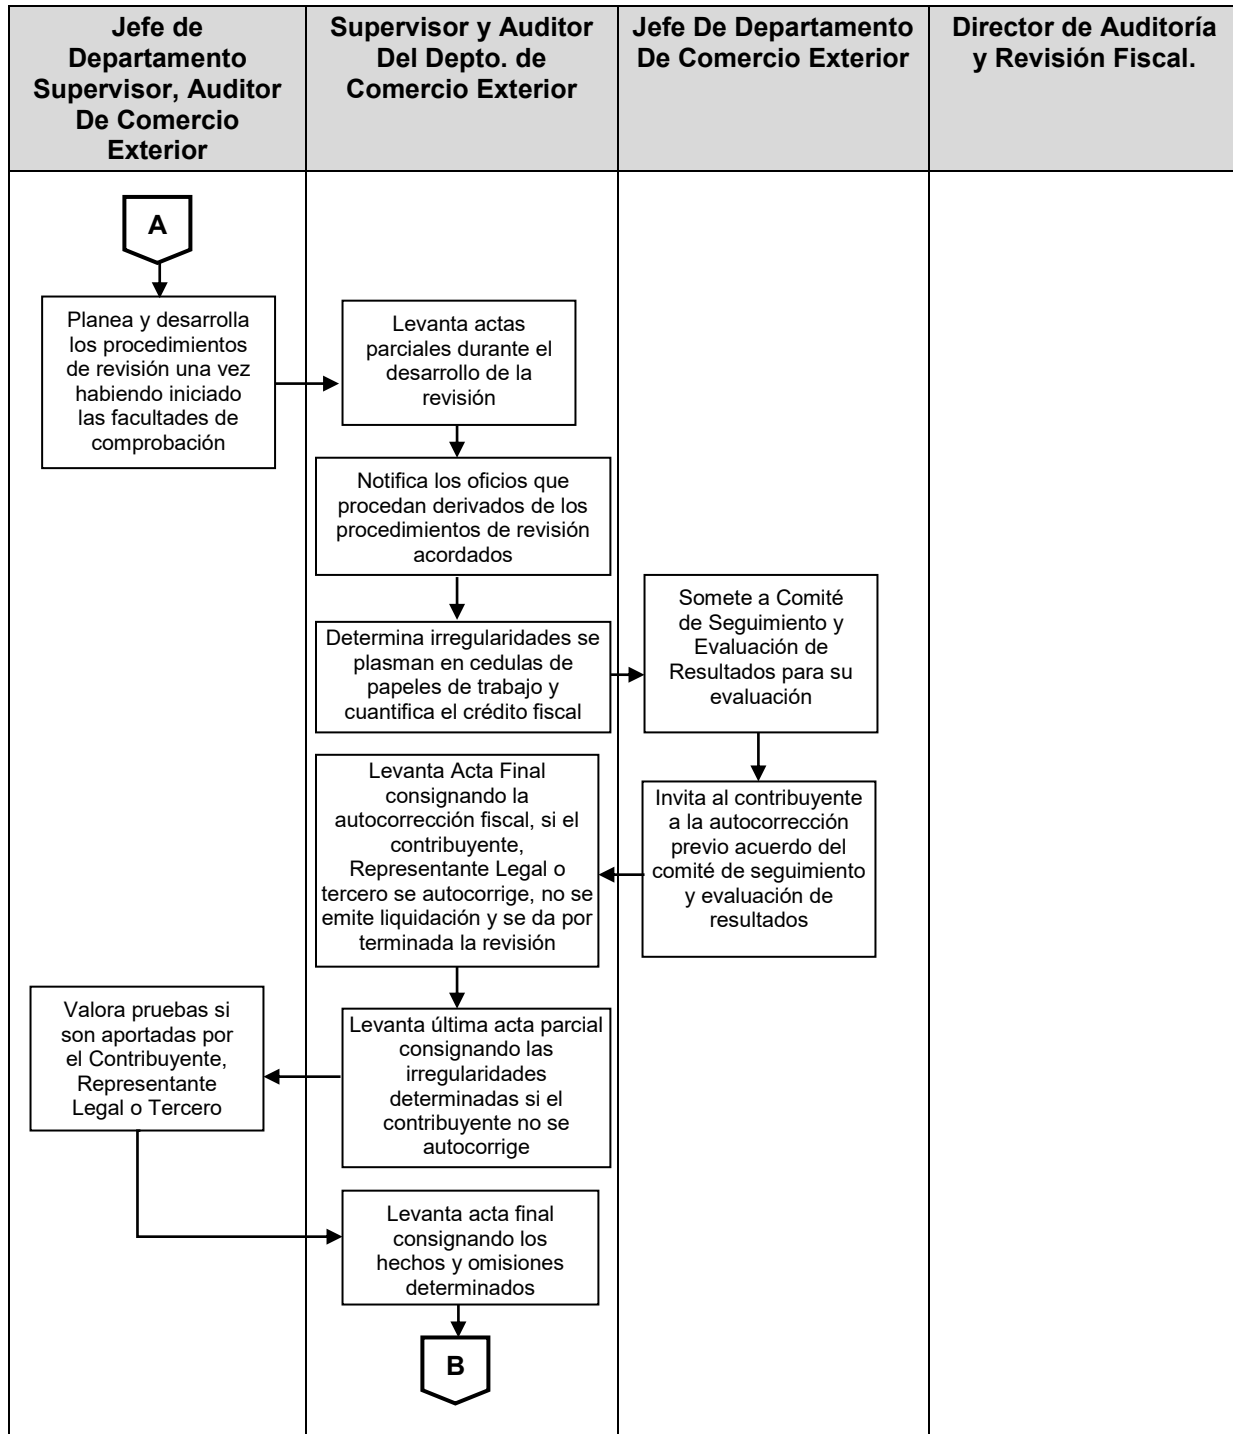 Jefe de
Departamento
Supervisor, Auditor
De Comercio
Exterior
Supervisor y Auditor
Del Depto. de
Comercio Exterior
Jefe De Departamento
De Comercio Exterior
Director de Auditoría
y Revisión Fiscal.
A
Planea y desarrolla
los procedimientos
de revisión una vez
habiendo iniciado
las facultades de
comprobación
Levanta actas
parciales durante el
desarrollo de la
revisión
Notifica los oficios que
procedan derivados de los
procedimientos de revisión
acordados
Determina irregularidades se
plasman en cedulas de
papeles de trabajo y
cuantifica el crédito fiscal
Somete a Comité
de Seguimiento y
Evaluación de
Resultados para su
evaluación
Invita al contribuyente
a la autocorrección
previo acuerdo del
comité de seguimiento
y evaluación de
resultados
Levanta Acta Final
consignando la
autocorrección fiscal, si el
contribuyente,
Representante Legal o
tercero se autocorrige, no se
emite liquidación y se da por
terminada la revisión
Levanta última acta parcial
consignando las
irregularidades
determinadas si el
contribuyente no se
autocorrige
Valora pruebas si
son aportadas por
el Contribuyente,
Representante
Legal o Tercero
Levanta acta final
consignando los
hechos y omisiones
determinados
B